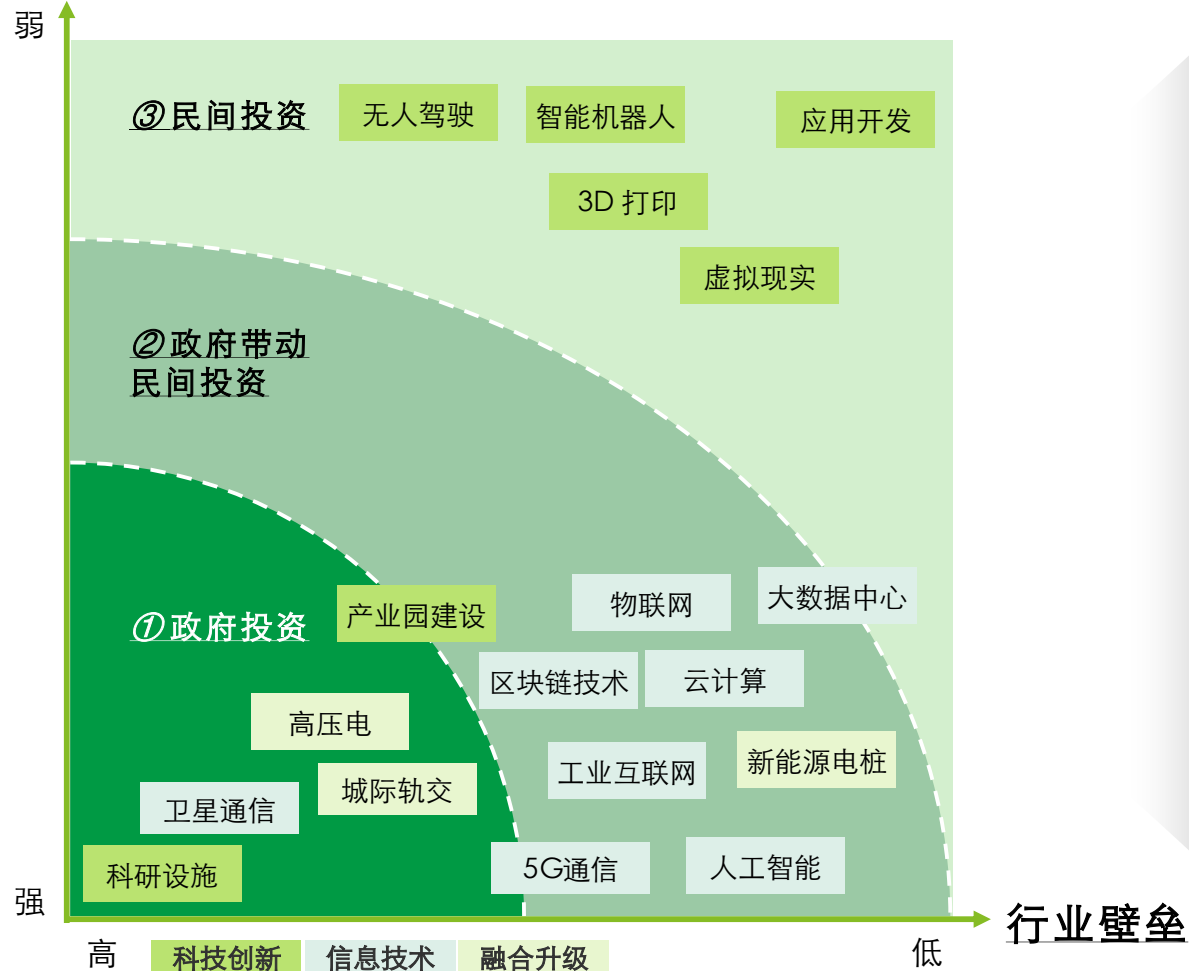 弱
③民间投资
无人驾驶
智能机器人
应用开发
3D 打印
虚拟现实
②政府带动
民间投资
①政府投资
产业园建设
物联网
大数据中心
区块链技术
云计算
高压电
城际轨交
工业互联网
新能源电桩
卫星通信
科研设施
5G通信
人工智能
强
高
低
行业壁垒
科技创新
信息技术
融合升级